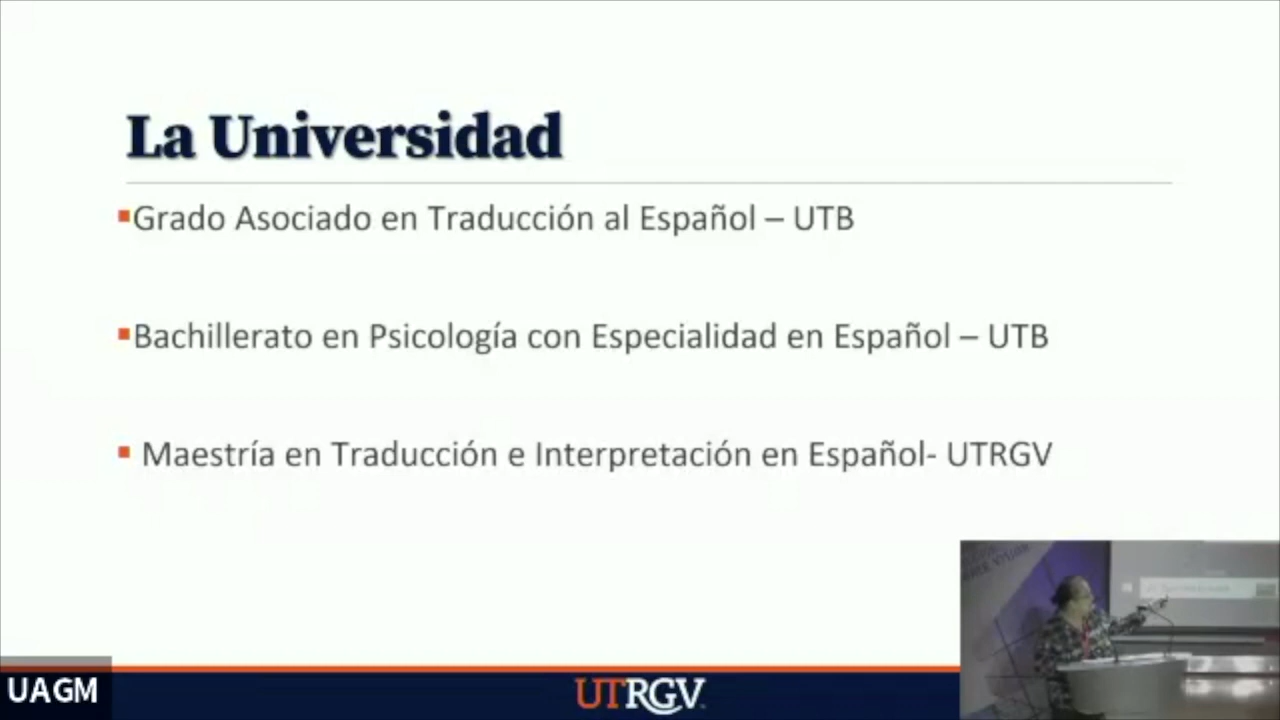 La Universidad
Grado Asociado en Traducción al Español – UTB
Bachillerato en Psicología con Especialidad en Español – UTB
Maestría en Traducción e Interpretación en Español- UTRGV
UAGM
UTRGV